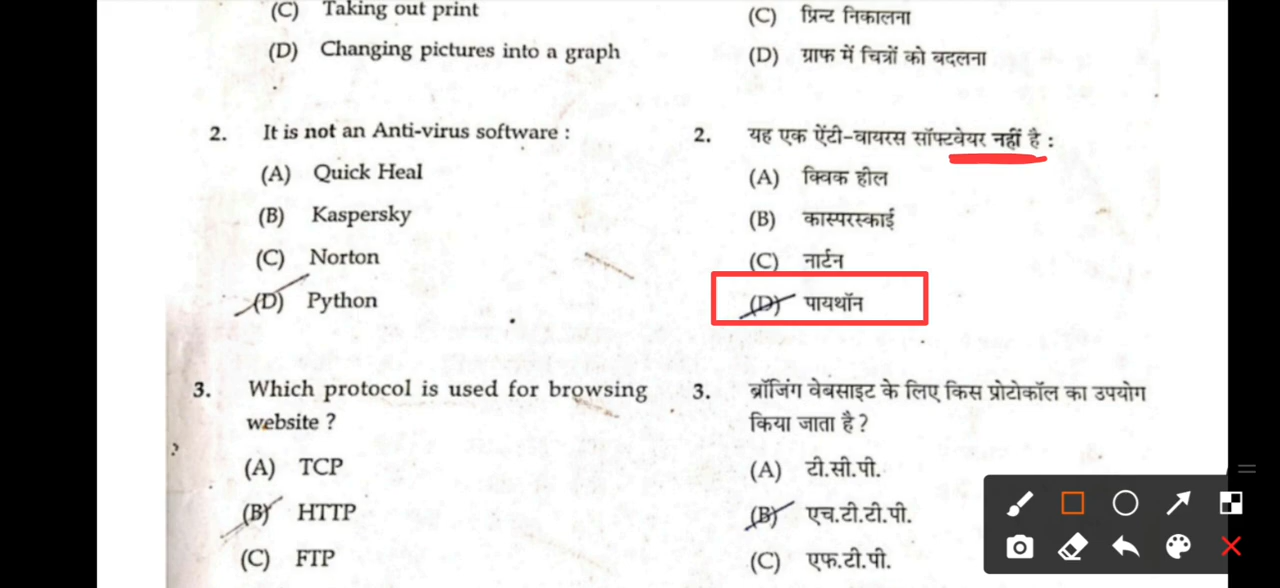 (C) Taking out print
(D) Changing pictures into a graph
2. It is not an Anti-virus software :
(A) Quick Heal
(B) Kaspersky
(C) Norton
(D) Python
3. Which protocol is used for browsing
website ?
(A) TCP
(B) HTTP
(C) FTP
(C) प्रिन्ट निकालना
(D) ग्राफ में चित्रों को बदलना
2. यह एक ऐंटी-वायरस सॉफ्टवेयर नहीं है :
(A) क्विक हील
(B) कास्परस्काई
(C) नार्टन
(D) पायथॉन
3. ब्रॉजिंग वेबसाइट के लिए किस प्रोटोकॉल का उपयोग
किया जाता है ?
(A) टी.सी.पी.
(B) एच.टी.टी.पी.
(C) एफ.टी.पी.